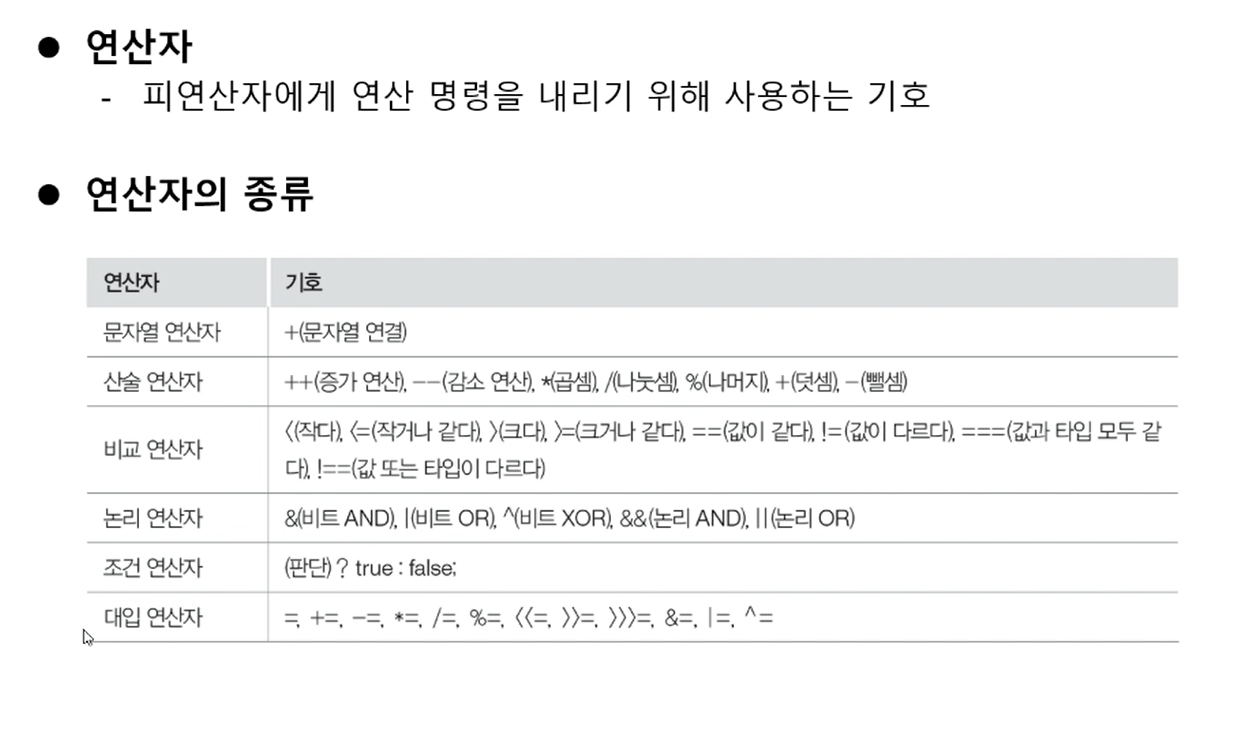 ● 연산자
- 피연산자에게 연산 명령을 내리기 위해 사용하는 기호
● 연산자의 종류
연산자 기호
문자열 연산자 +(문자열 연결)
산술 연산자 ++(증가 연산), --(감소 연산), *(곱셈), /(나눗셈), %(나머지), +(덧셈), -(뺄셈)
비교 연산자 <(작다), <=(작거나 같다), >(크다), >=(크거나 같다), ==(값이 같다), !=(값이 다르다), ===(값과 타입 모두 같
다), !==(값 또는 타입이 다르다)
논리 연산자 &(비트 AND), |(비트 OR), ^(비트 XOR), &&(논리 AND), ||(논리 OR)
조건 연산자 (판단) ? true : false;
대입 연산자 =, +=, -=, *=, /=, %=, <<=, >>=, >>>=, &=, |=, ^=